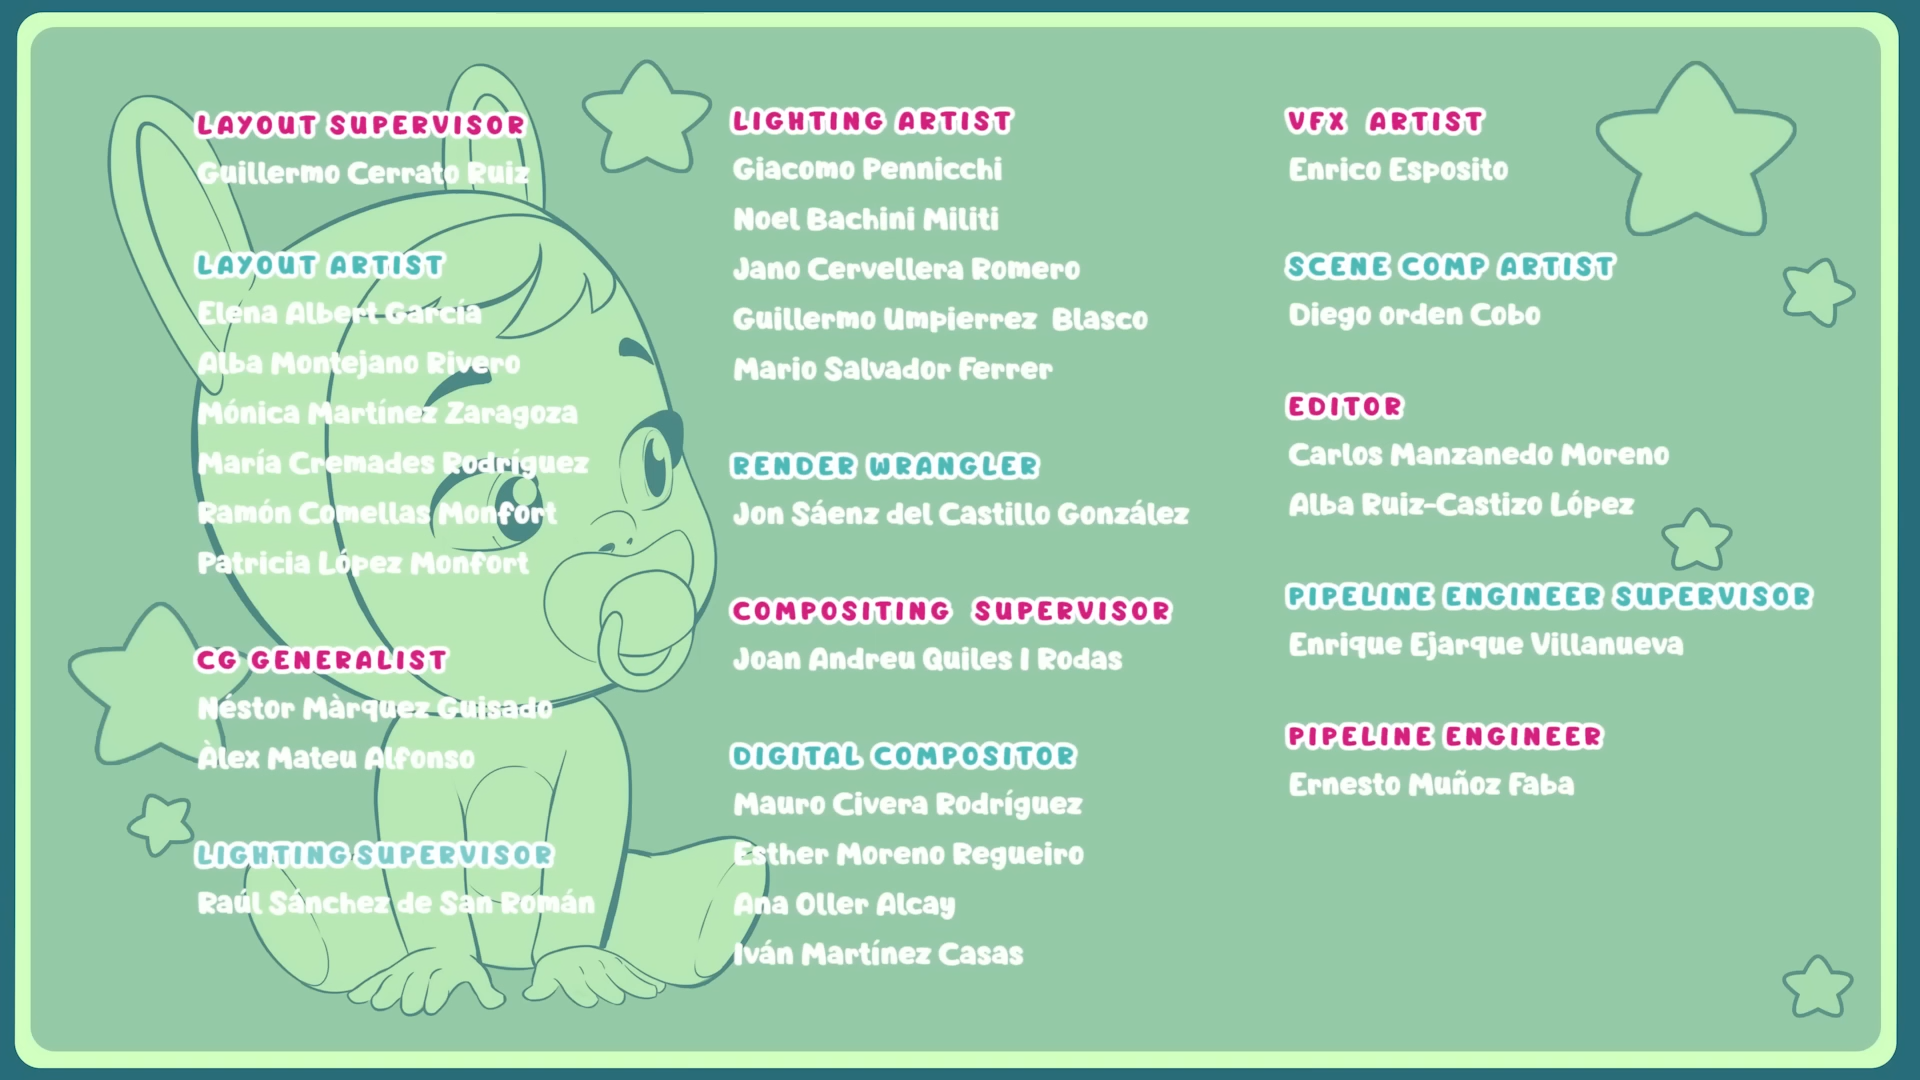 LAYOUT SUPERVISOR
Guillermo Cerrato Ruiz
LAYOUT ARTIST
Elena Albert García
Alba Montejano Rivero
Mónica Martínez Zaragoza
María Cremades Rodríguez
Ramón Comellas Monfort
Patricia López Monfort
CG GENERALIST
Néstor Màrquez Guisado
Àlex Mateu Alfonso
LIGHTING SUPERVISOR
Raúl Sánchez de San Román
LIGHTING ARTIST
Giacomo Pennicchi
Noel Bachini Militi
Jano Cervellera Romero
Guillermo Umpierrez Blasco
Mario Salvador Ferrer
RENDER WRANGLER
Jon Sáenz del Castillo González
COMPOSITING SUPERVISOR
Joan Andreu Quiles I Rodas
DIGITAL COMPOSITOR
Mauro Civera Rodríguez
Esther Moreno Regueiro
Ana Oller Alcay
Iván Martínez Casas
VFX ARTIST
Enrico Esposito
SCENE COMP ARTIST
Diego orden Cobo
EDITOR
Carlos Manzanedo Moreno
Alba Ruiz-Castizo López
PIPELINE ENGINEER SUPERVISOR
Enrique Ejarque Villanueva
PIPELINE ENGINEER
Ernesto Muñoz Faba